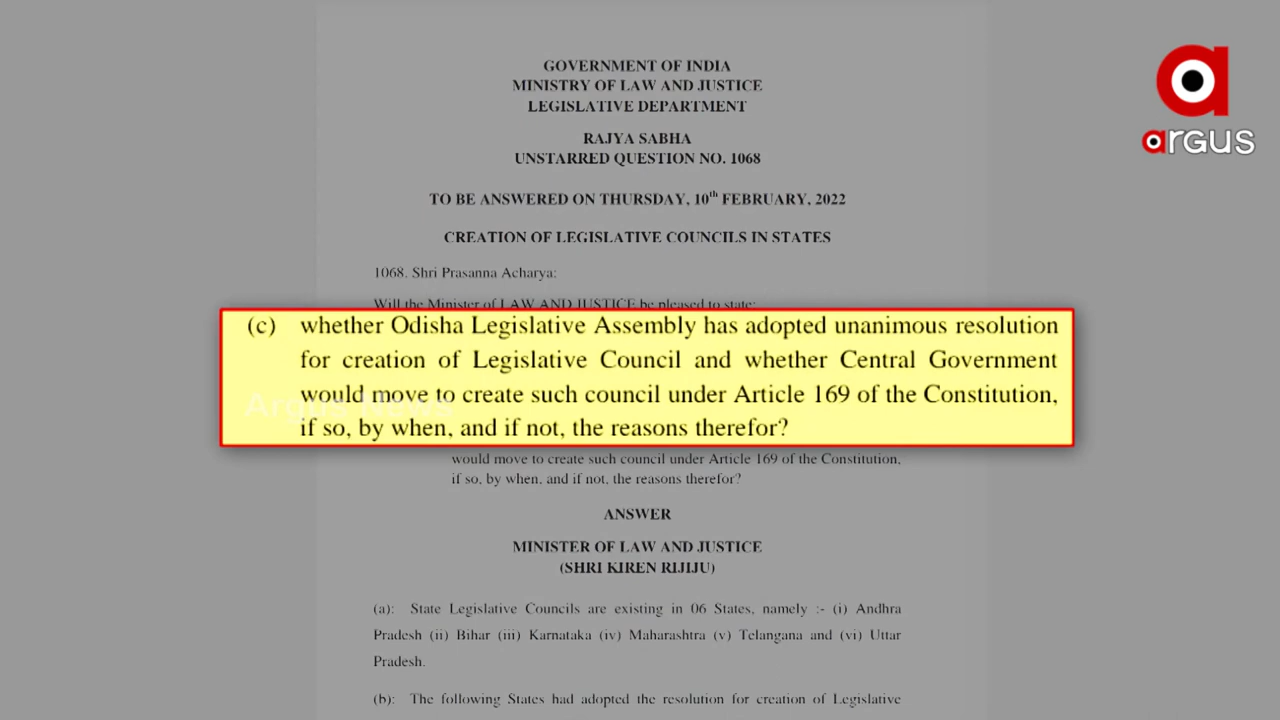 GOVERNMENT OF INDIA
MINISTRY OF LAW AND JUSTICE
LEGISLATIVE DEPARTMENT
RAJYA SABHA
UNSTARRED QUESTION NO. 1068
TO BE ANSWERED ON THURSDAY, 10th FEBRUARY, 2022
CREATION OF LEGISLATIVE COUNCILS IN STATES
1068. Shri Prasanna Acharya:
Will the Minister of LAW AND JUSTICE be pleased to state:
(c) whether Odisha Legislative Assembly has adopted unanimous resolution
for creation of Legislative Council and whether Central Government
would move to create such council under Article 169 of the Constitution,
if so, by when, and if not, the reasons therefor?
Argus News
would move to create such council under Article 169 of the Constitution,
if so, by when, and if not, the reasons therefor?
ANSWER
MINISTER OF LAW AND JUSTICE
(SHRI KIREN RIJIJU)
(a): State Legislative Councils are existing in 06 States, namely :- (i) Andhra
Pradesh (ii) Bihar (iii) Karnataka (iv) Maharashtra (v) Telangana and (vi) Uttar
Pradesh.
(b): The following States had adopted the resolution for creation of Legislative
a
argus